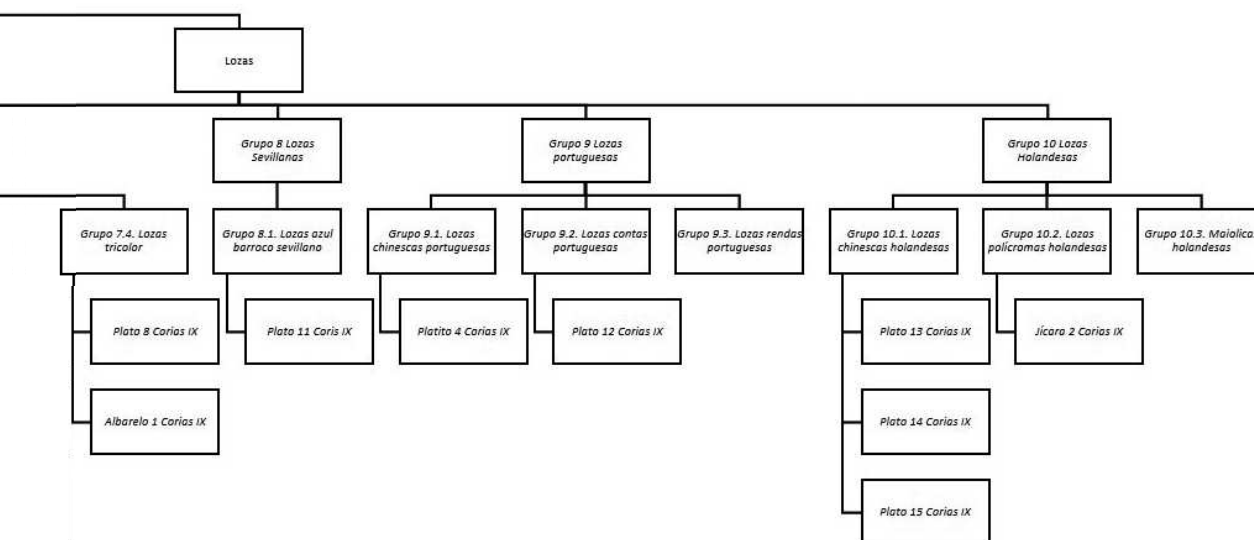 Lozas
Grupo 8 Lozas
Sevillanas
Grupo 9 Lozas
portuguesas
Grupo 10 Lozas
Holandesas
Grupo 7.4. Lozas
tricolor
Grupo 8.1. Lozas azul
barroco sevillano
Grupo 9.1. Lozas
chinescas portuguesas
Grupo 9.2. Lozas contas
portuguesas
Grupo 9.3. Lozas rendas
portuguesas
Grupo 10.1. Lozas
chinescas holandesas
Grupo 10.2. Lozas
polícromas holandesas
Grupo 10.3. Maiolica
holandesas
Plato 8 Corias IX
Plato 11 Coris IX
Platito 4 Corias IX
Plato 12 Corias IX
Plato 13 Corias IX
Jícara 2 Corias IX
Albarelo 1 Corias IX
Plato 14 Corias IX
Plato 15 Corias IX